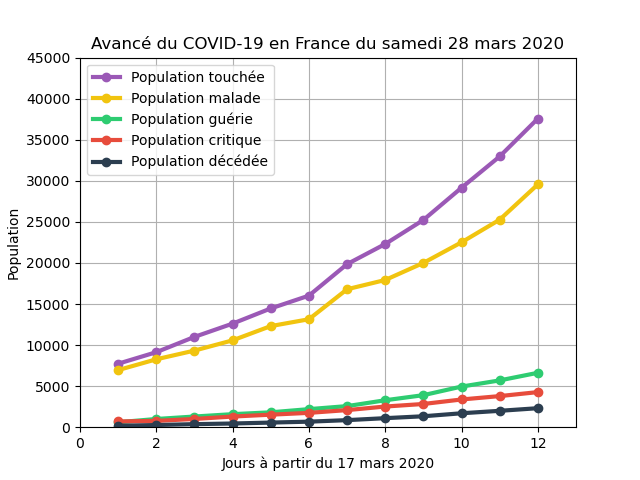 Avancé du COVID-19 en France du samedi 28 mars 2020
45000
40000
35000
30000
25000
20000
15000
10000
5000
0
Population
Population touchée
Population malade
Population guérie
Population critique
Population décédée
0 2 4 6 8 10 12
Jours à partir du 17 mars 2020